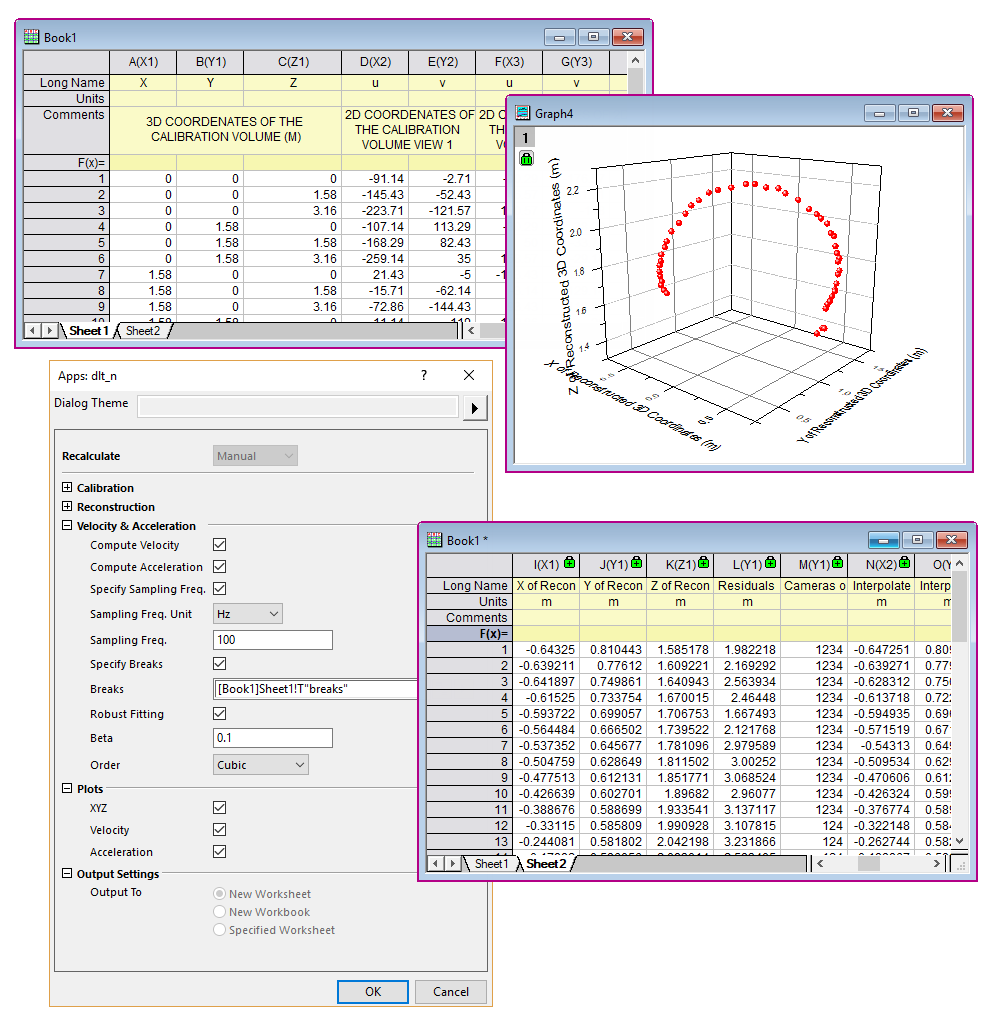 Book1
A(X1) B(Y1) C(Z1) D(X2) E(Y2) F(X3) G(Y3)
Long Name X Y Z u v u v
Units
Comments 3D COORDENATES OF THE CALIBRATION VOLUME (M) 2D COORDENATES OF THE CALIBRATION VOLUME VIEW 1 2D C
F(x)=
1 0 0 0 -91.14 -2.71
2 0 0 1.58 -145.43 -52.43
3 0 0 3.16 -223.71 -121.57
4 0 1.58 0 -107.14 113.29
5 0 1.58 1.58 -168.29 82.43
6 0 1.58 3.16 -259.14 35
7 1.58 0 0 21.43 -5
8 1.58 0 1.58 -15.71 -62.14
9 1.58 0 3.16 -72.86 -144.43
Sheet1 Sheet2
Graph4
1
Z of Reconstructed 3D Coordinates (m)
2.2
2.0
1.8
1.6
1.4
X of Reconstructed 3D Coordinates (m)
Y of Reconstructed 3D Coordinates (m)
Apps: dlt_n
? 
Dialog Theme
Recalculate Manual
Calibration
Reconstruction
Velocity & Acceleration
Compute Velocity
Compute Acceleration
Specify Sampling Freq.
Sampling Freq. Unit Hz
Sampling Freq. 100
Specify Breaks
Breaks [Book1]Sheet1!T"breaks"
Robust Fitting
Beta 0.1
Order Cubic
Plots
XYZ
Velocity
Acceleration
Output Settings
Output To New Worksheet
New Workbook
Specified Worksheet
OK Cancel
Book1 *
I(X1) J(Y1) K(Z1) L(Y1) M(Y1) N(X2) O(Y
Long Name X of Recon Y of Recon Z of Recon Residuals Cameras o Interpolate Interp
Units m m m m m
Comments
F(x)=
1 -0.64325 0.810443 1.585178 1.982218 1234 -0.647251 0.809
2 -0.639211 0.77612 1.609221 2.169292 1234 -0.639271 0.779
3 -0.641897 0.749861 1.640943 2.563934 1234 -0.628312 0.750
4 -0.61525 0.733754 1.670015 2.46448 1234 -0.613718 0.722
5 -0.593722 0.699057 1.706753 1.667493 1234 -0.594935 0.696
6 -0.564484 0.666502 1.739522 2.121768 1234 -0.571519 0.67
7 -0.537352 0.645677 1.781096 2.979589 1234 -0.54313 0.64
8 -0.504759 0.628649 1.811502 3.00252 1234 -0.509534 0.62
9 -0.477513 0.612131 1.851771 3.068524 1234 -0.470606 0.61
10 -0.426639 0.602701 1.89682 2.96077 1234 -0.426324 0.59
11 -0.388676 0.588699 1.933541 3.137117 1234 -0.376774 0.58
12 -0.33115 0.585809 1.990928 3.107815 124 -0.322148 0.58
13 -0.244081 0.581802 2.042198 3.231866 124 -0.262744 0.58
Sheet1 Sheet2